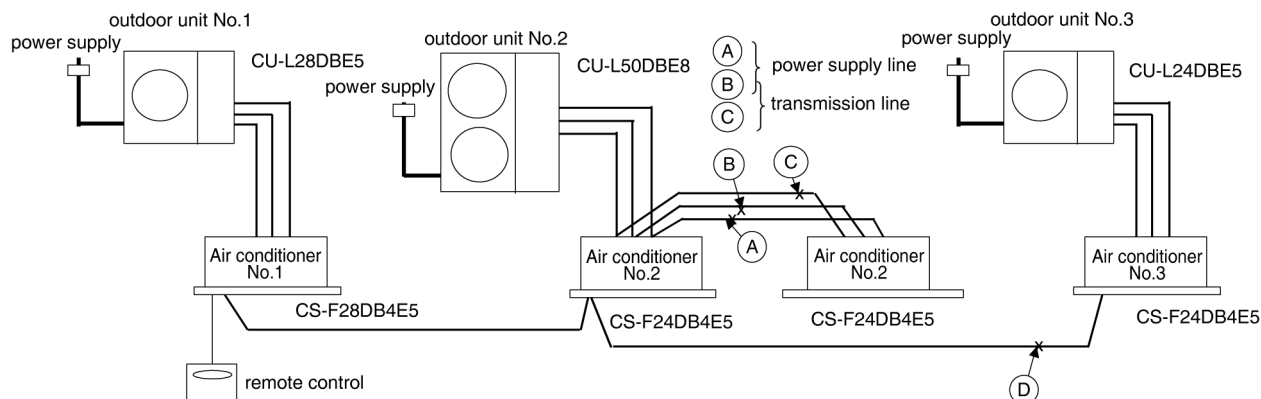 outdoor unit No.1
power supply
CU-L28DBE5
outdoor unit No.2
power supply
CU-L50DBE8
A
B
C
power supply line
transmission line
outdoor unit No.3
power supply
CU-L24DBE5
B
C
A
Air conditioner
No.1
Air conditioner
No.2
Air conditioner
No.2
Air conditioner
No.3
CS-F28DB4E5
CS-F24DB4E5
CS-F24DB4E5
CS-F24DB4E5
remote control
D